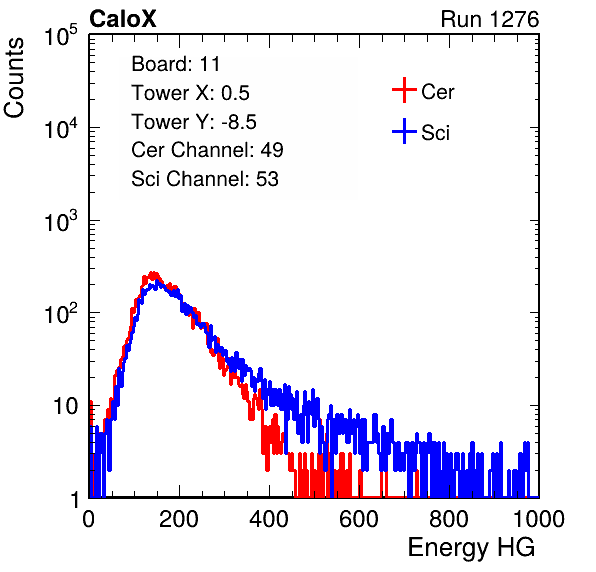 CaloX Run 1276
Counts
10^5
10^4
10^3
10^2
10
1
Board: 11
Tower X: 0.5
Tower Y: -8.5
Cer Channel: 49
Sci Channel: 53
Cer
Sci
0 200 400 600 800 1000
Energy HG